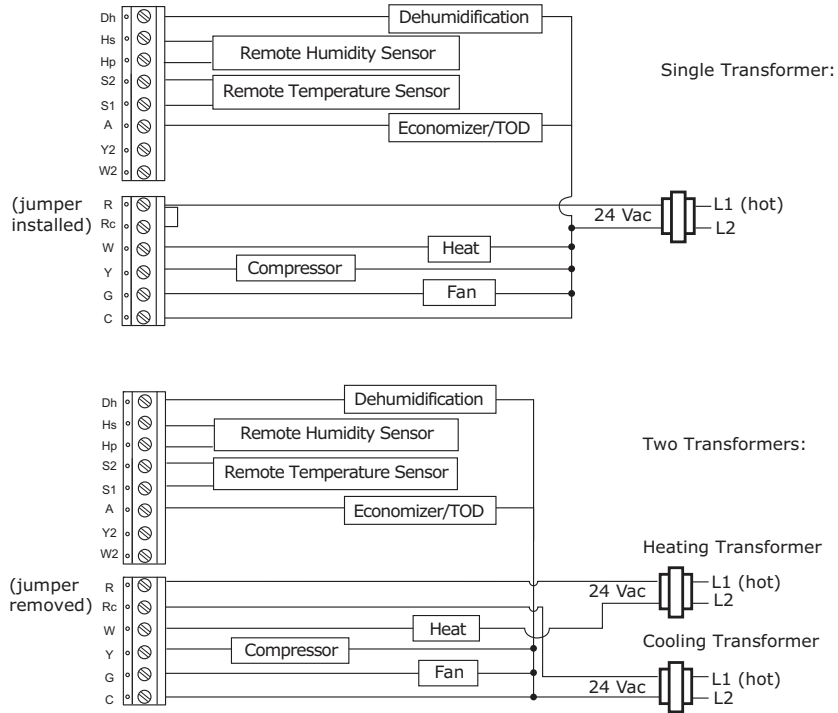 Dh
Dehumidification
Hs
Hp
Remote Humidity Sensor
Single Transformer:
S2
S1
Remote Temperature Sensor
A
Economizer/TOD
Y2
W2
(jumper
installed)
R
Rc
24 Vac
L1 (hot)
L2
W
Heat
Y
Compressor
G
Fan
C
Dh
Dehumidification
Hs
Hp
Remote Humidity Sensor
Two Transformers:
S2
S1
Remote Temperature Sensor
A
Economizer/TOD
Y2
W2
Heating Transformer
(jumper
removed)
R
Rc
24 Vac
L1 (hot)
L2
W
Heat
Cooling Transformer
Y
Compressor
G
Fan
C
24 Vac
L1 (hot)
L2